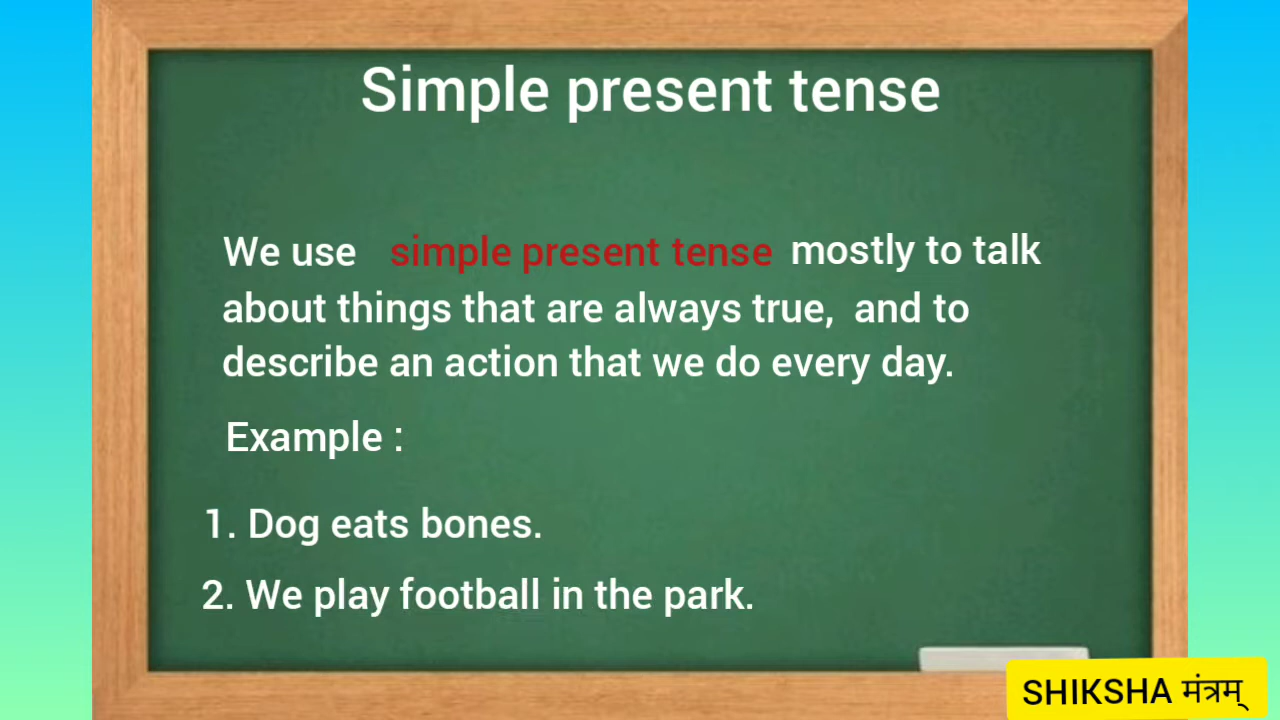 Simple present tense
We use simple present tense mostly to talk
about things that are always true, and to
describe an action that we do every day.
Example :
1. Dog eats bones.
2. We play football in the park.
SHIKSHA मंत्रम्